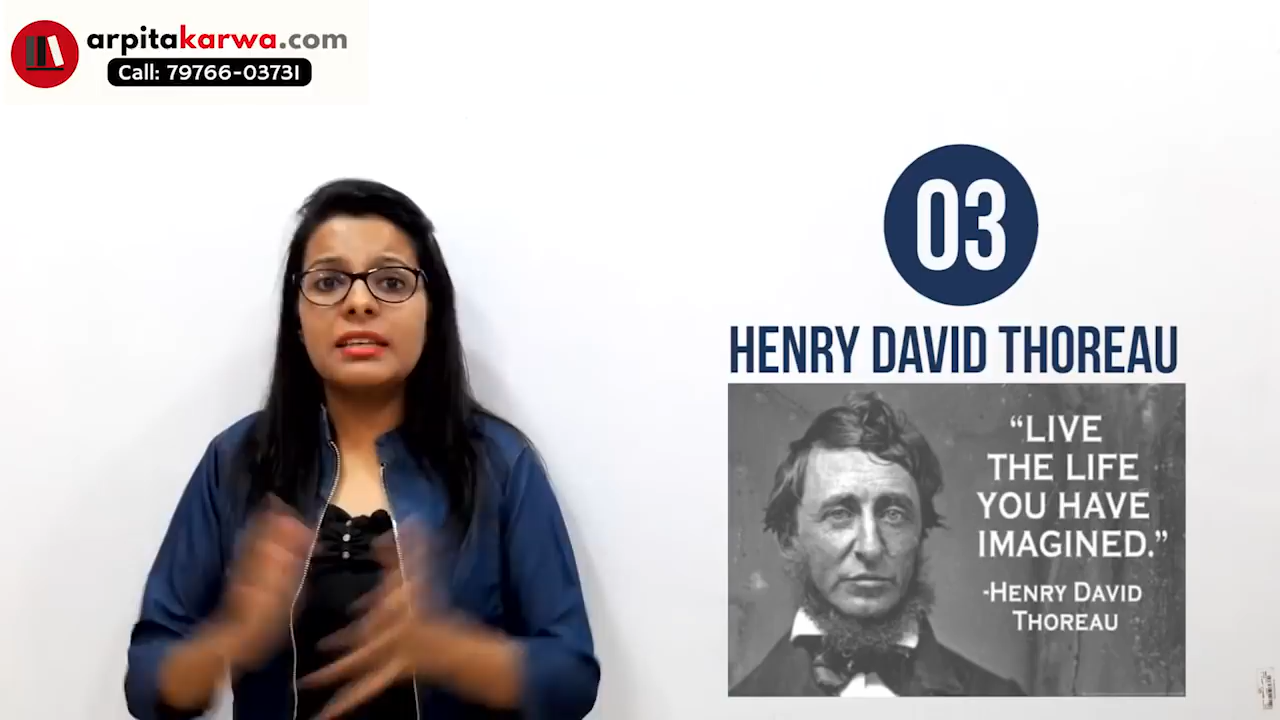 arpitakarwa.com
Call: 79766-03731
03
HENRY DAVID THOREAU
“LIVE
THE LIFE
YOU HAVE
IMAGINED.”
-HENRY DAVID
THOREAU